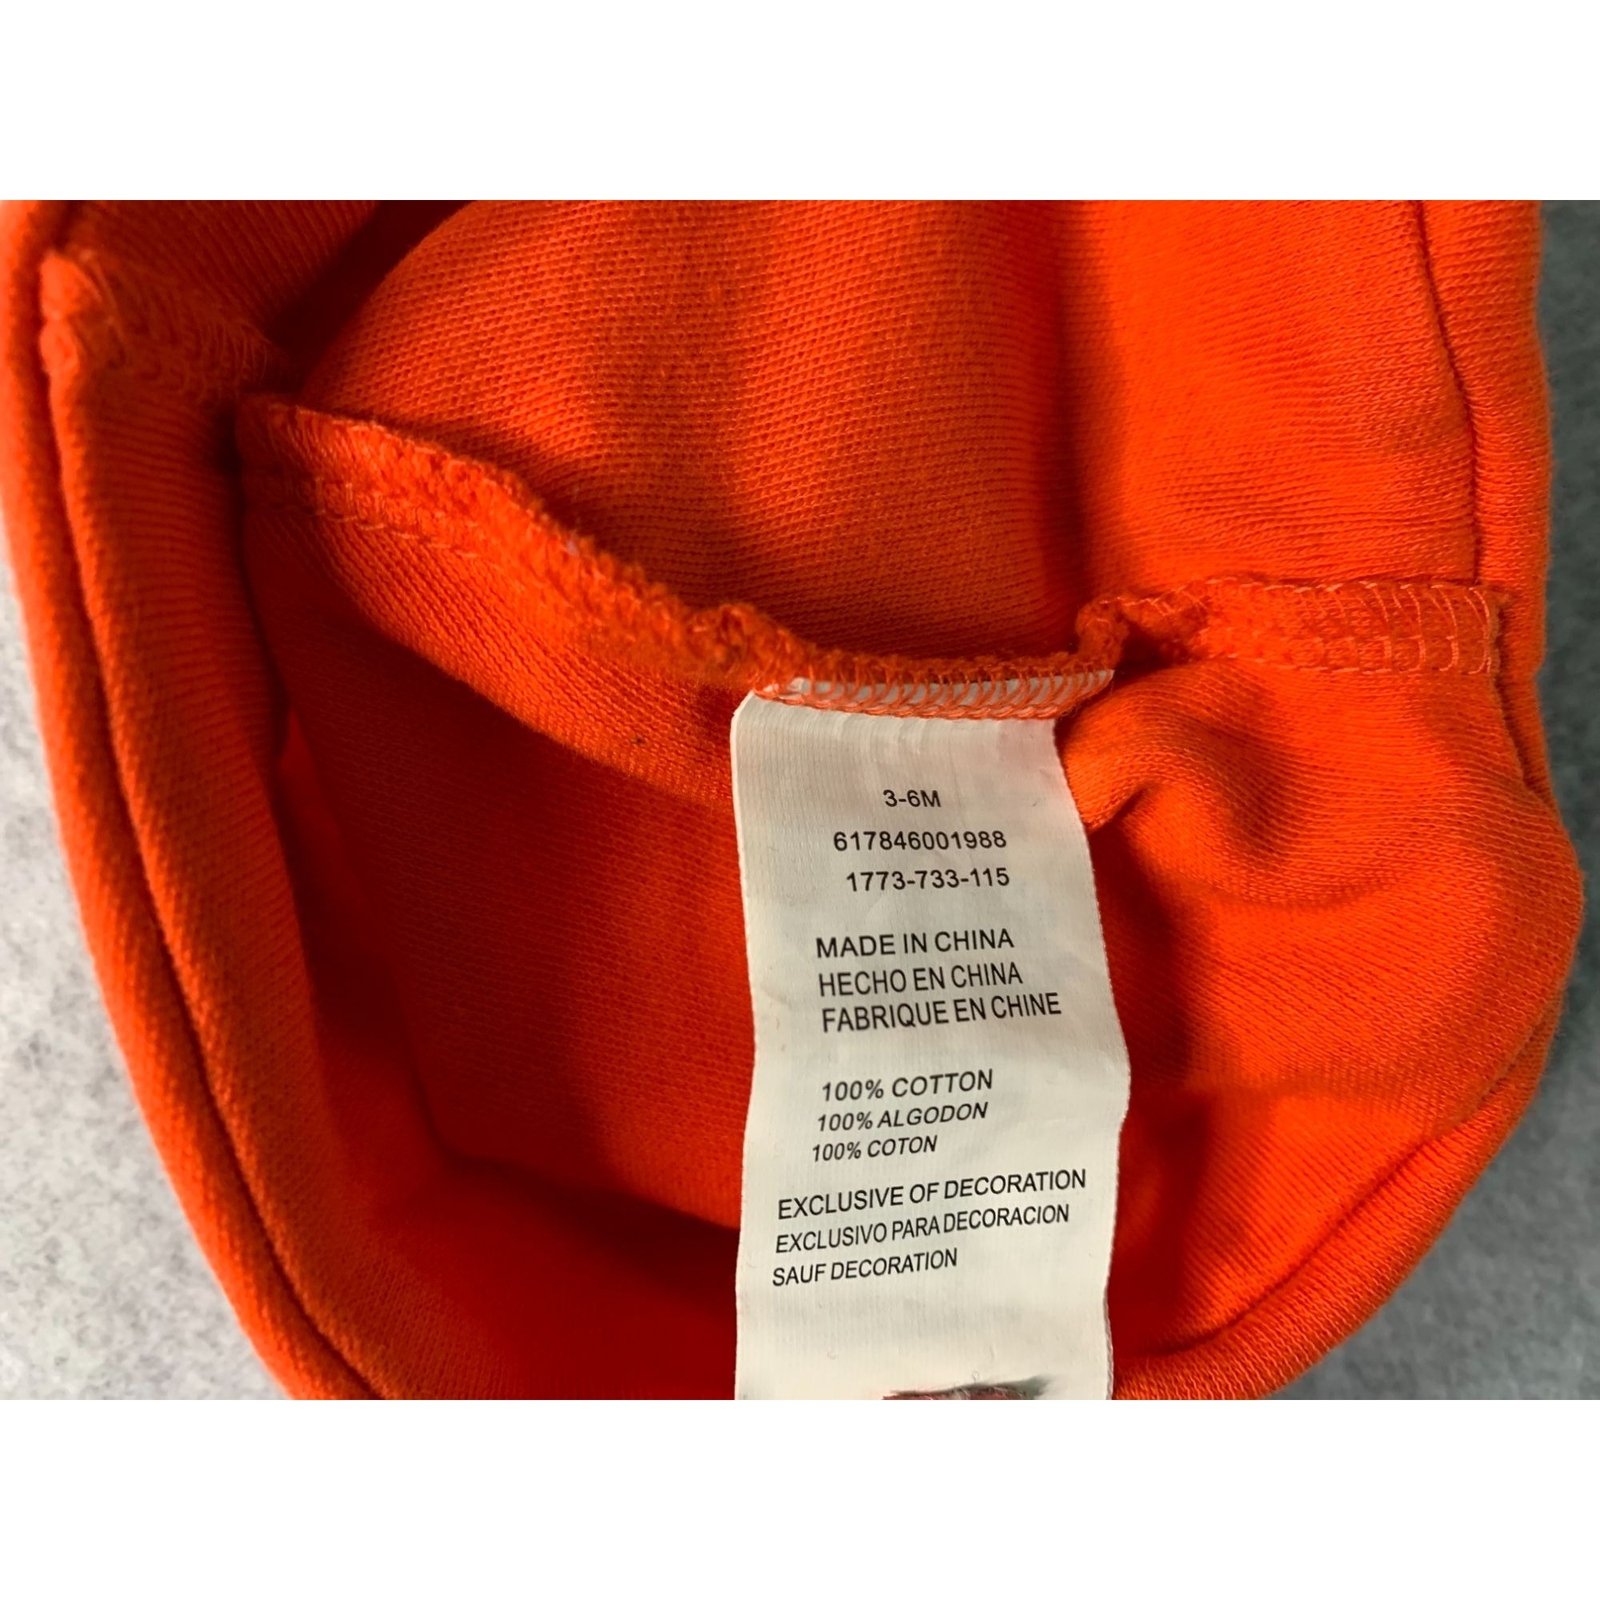 3-6M
617846001988
1773-733-115
MADE IN CHINA
HECHO EN CHINA
FABRIQUE EN CHINE
100% COTTON
100% ALGODON
100% COTON
EXCLUSIVE OF DECORATION
EXCLUSIVO PARA DECORACION
SAUF DECORATION